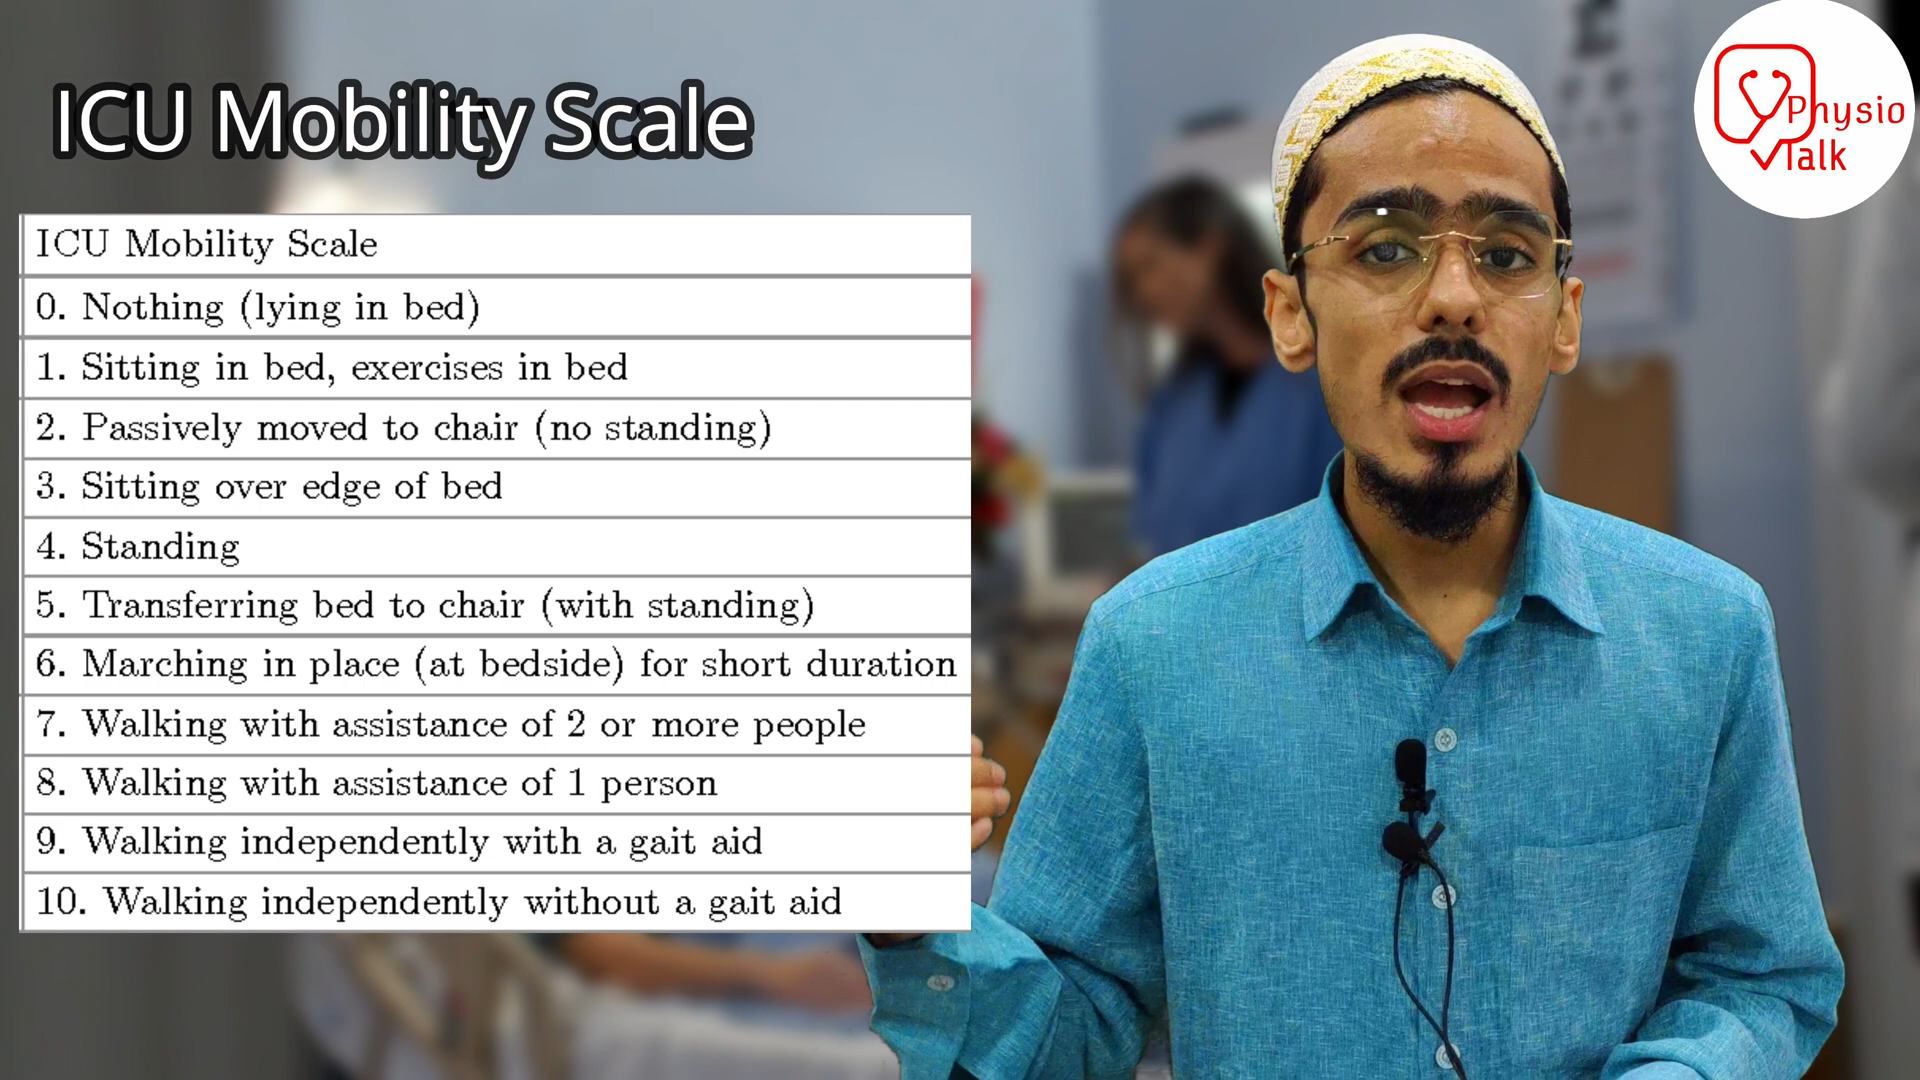 ICU Mobility Scale
ICU Mobility Scale
0. Nothing (lying in bed)
1. Sitting in bed, exercises in bed
2. Passively moved to chair (no standing)
3. Sitting over edge of bed
4. Standing
5. Transferring bed to chair (with standing)
6. Marching in place (at bedside) for short duration
7. Walking with assistance of 2 or more people
8. Walking with assistance of 1 person
9. Walking independently with a gait aid
10. Walking independently without a gait aid
Physio
Talk